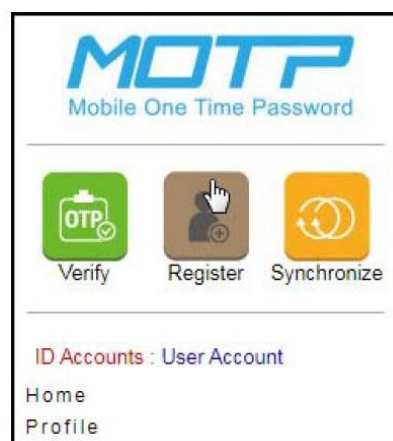 MOTP
Mobile One Time Password
OTP
Verify Register Synchronize
ID Accounts : User Account
Home
Profile